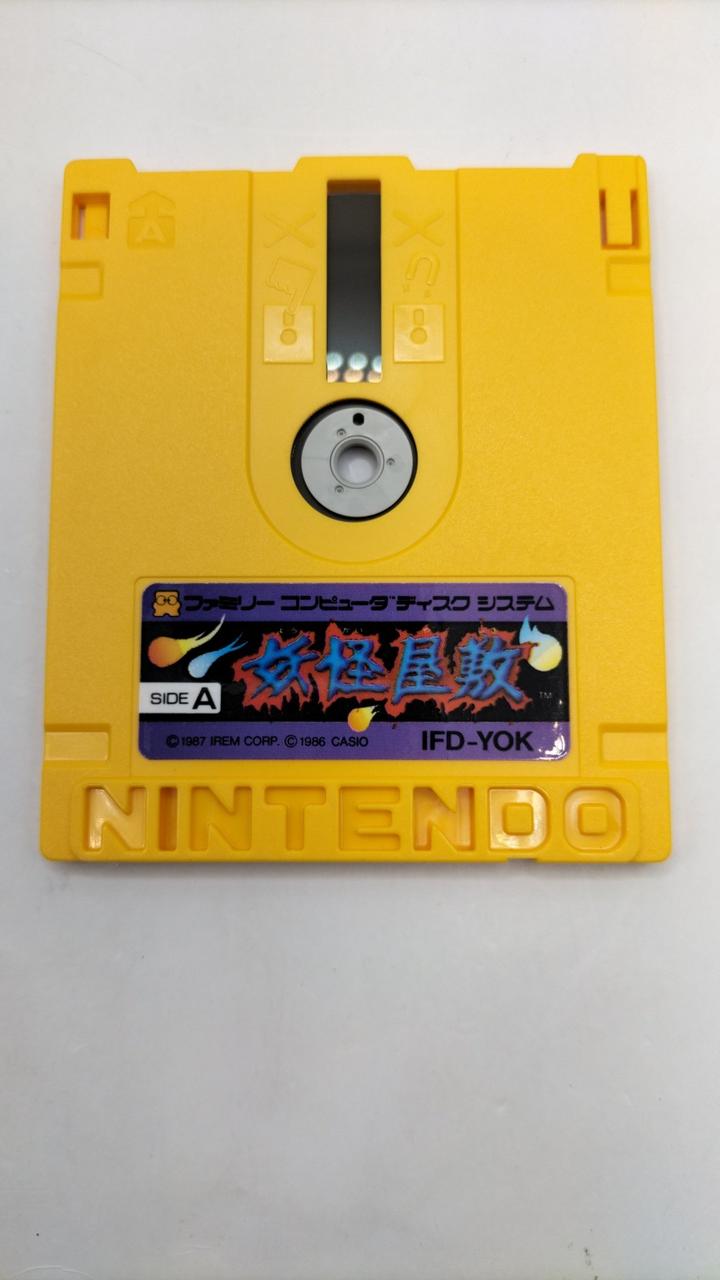 A
ファミリー コンピュータ ディスク システム
妖怪屋敷 TM
SIDE A
©1987 IREM CORP. ©1986 CASIO IFD-YOK
NINTENDO